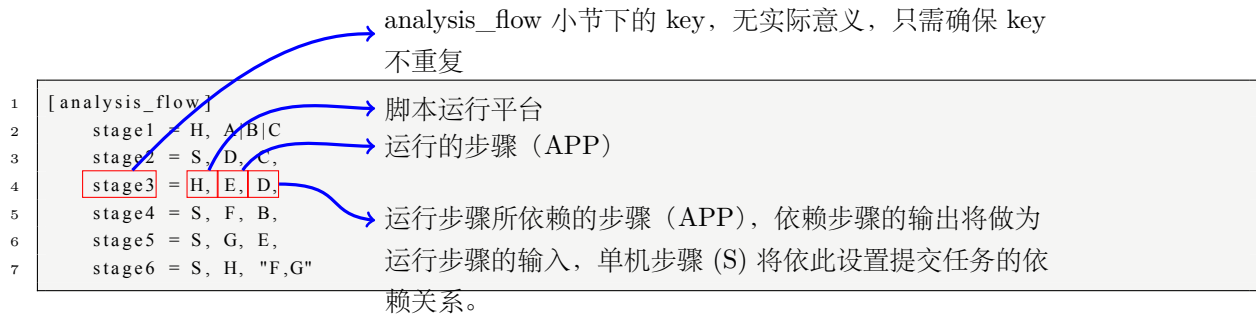 analysis_flow 小节下的 key，无实际意义，只需确保 key
不重复
1 [analysis_flow]
脚本运行平台
2 stage1 = H, A|B|C
运行的步骤（APP）
3 stage2 = S, D, C,
4 stage3 = H, E, D,
运行步骤所依赖的步骤（APP），依赖步骤的输出将做为
5 stage4 = S, F, B,
6 stage5 = S, G, E,
运行步骤的输入，单机步骤 (S) 将依此设置提交任务的依
7 stage6 = S, H, "F,G"
赖关系。